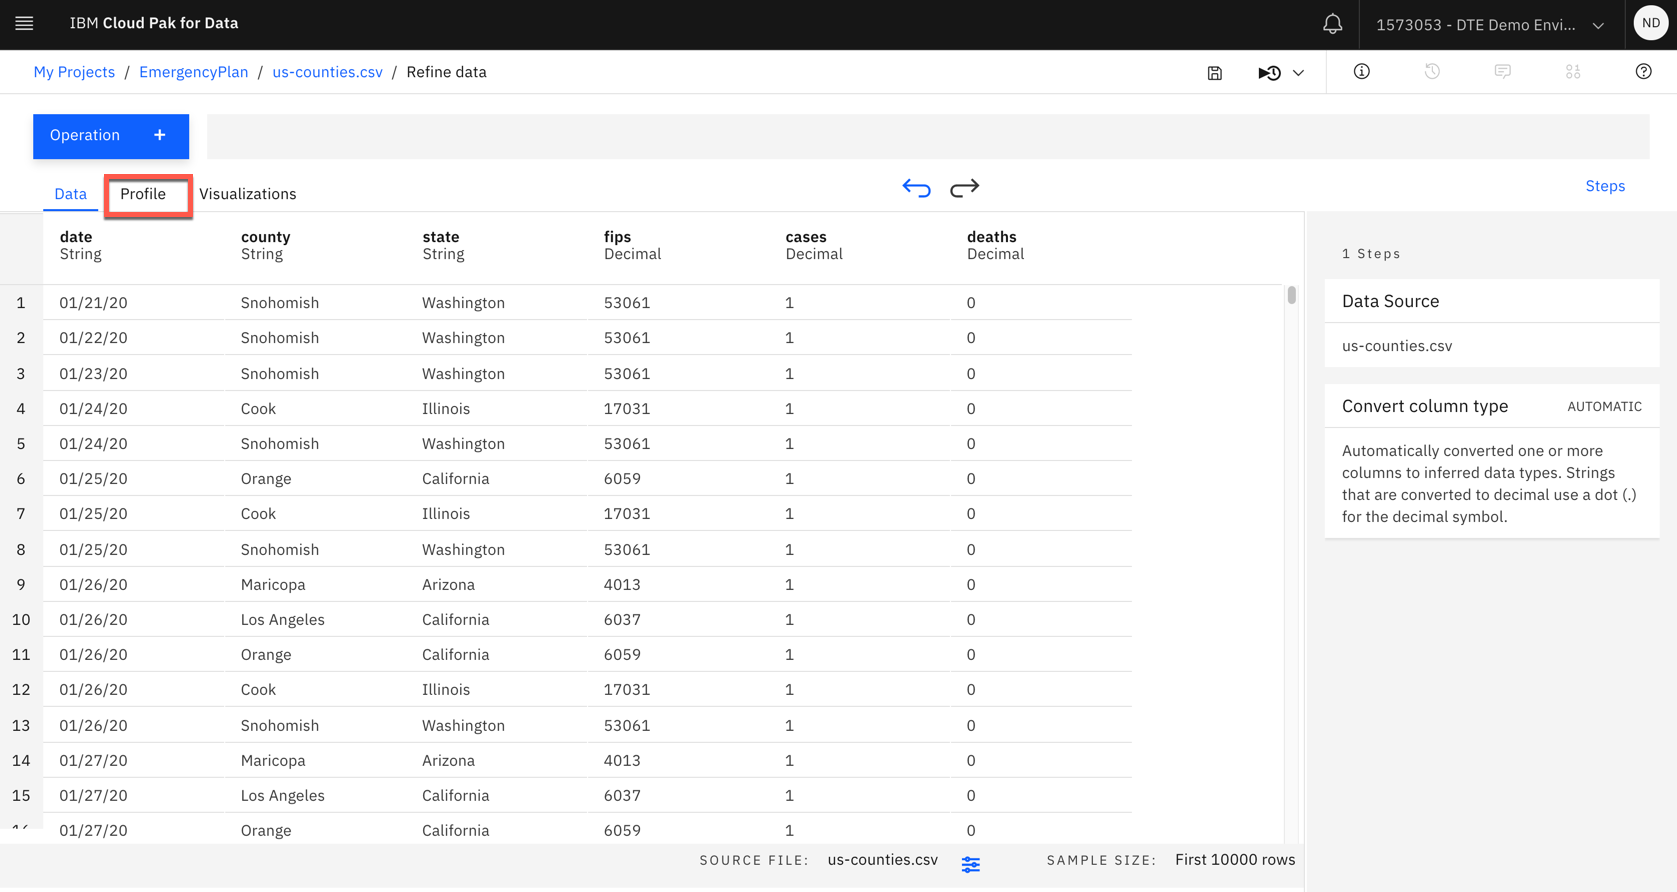 IBM Cloud Pak for Data
1573053 - DTE Demo Envi...
ND
My Projects / EmergencyPlan / us-counties.csv / Refine data
Operation +
Data Profile Visualizations
Steps
date county state fips cases deaths
String String String Decimal Decimal Decimal
1 01/21/20 Snohomish Washington 53061 1 0
2 01/22/20 Snohomish Washington 53061 1 0
3 01/23/20 Snohomish Washington 53061 1 0
4 01/24/20 Cook Illinois 17031 1 0
5 01/24/20 Snohomish Washington 53061 1 0
6 01/25/20 Orange California 6059 1 0
7 01/25/20 Cook Illinois 17031 1 0
8 01/25/20 Snohomish Washington 53061 1 0
9 01/26/20 Maricopa Arizona 4013 1 0
10 01/26/20 Los Angeles California 6037 1 0
11 01/26/20 Orange California 6059 1 0
12 01/26/20 Cook Illinois 17031 1 0
13 01/26/20 Snohomish Washington 53061 1 0
14 01/27/20 Maricopa Arizona 4013 1 0
15 01/27/20 Los Angeles California 6037 1 0
01/27/20 Orange California 6059 1 0
SOURCE FILE: us-counties.csv SAMPLE SIZE: First 10000 rows
1 Steps
Data Source
us-counties.csv
Convert column type AUTOMATIC
Automatically converted one or more
columns to inferred data types. Strings
that are converted to decimal use a dot (.)
for the decimal symbol.